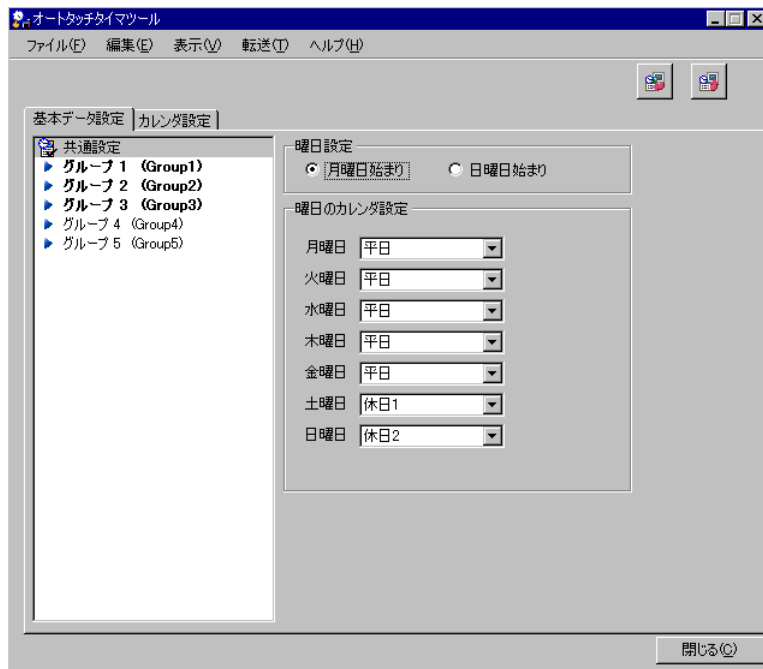 オートタッチタイマツール
ファイル(F) 編集(E) 表示(V) 転送(T) ヘルプ(H)
基本データ設定 カレンダ設定
共通設定
グループ 1 (Group1)
グループ 2 (Group2)
グループ 3 (Group3)
グループ 4 (Group4)
グループ 5 (Group5)
曜日設定
月曜日始まり 日曜日始まり
曜日のカレンダ設定
月曜日 平日
火曜日 平日
水曜日 平日
木曜日 平日
金曜日 平日
土曜日 休日1
日曜日 休日2
閉じる(C)